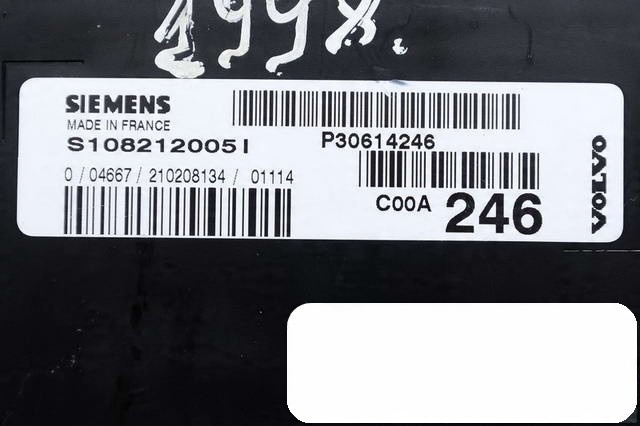 1998.
SIEMENS
MADE IN FRANCE
S108212005I
P30614246
0 / 04667 / 210208134 / 01114
C00A 246
VOLVO